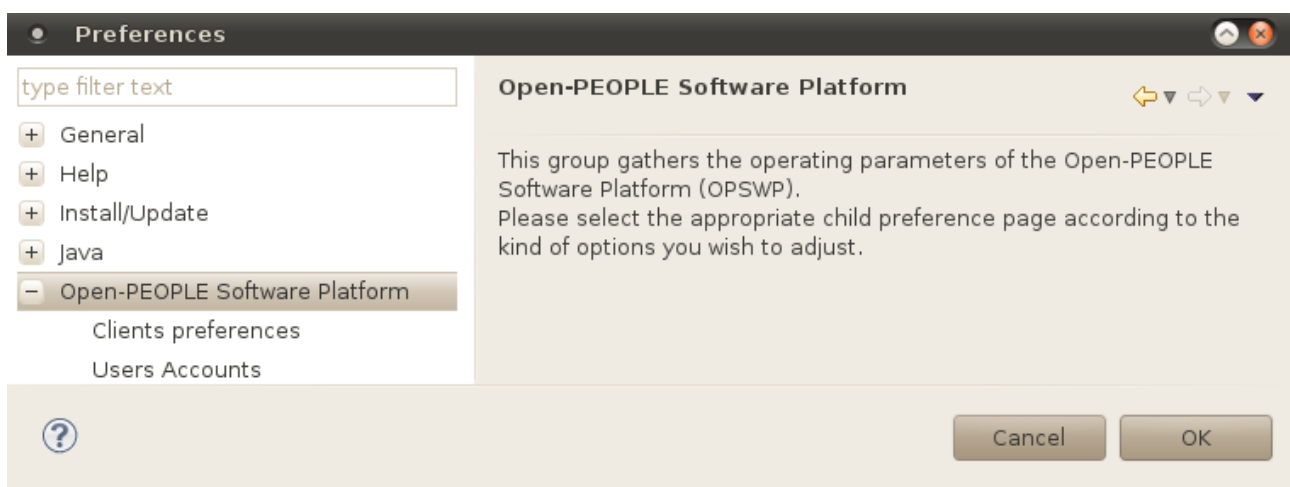 Preferences
type filter text
General
Help
Install/Update
Java
Open-PEOPLE Software Platform
Clients preferences
Users Accounts
Open-PEOPLE Software Platform
This group gathers the operating parameters of the Open-PEOPLE
Software Platform (OPSWP).
Please select the appropriate child preference page according to the
kind of options you wish to adjust.
Cancel
OK